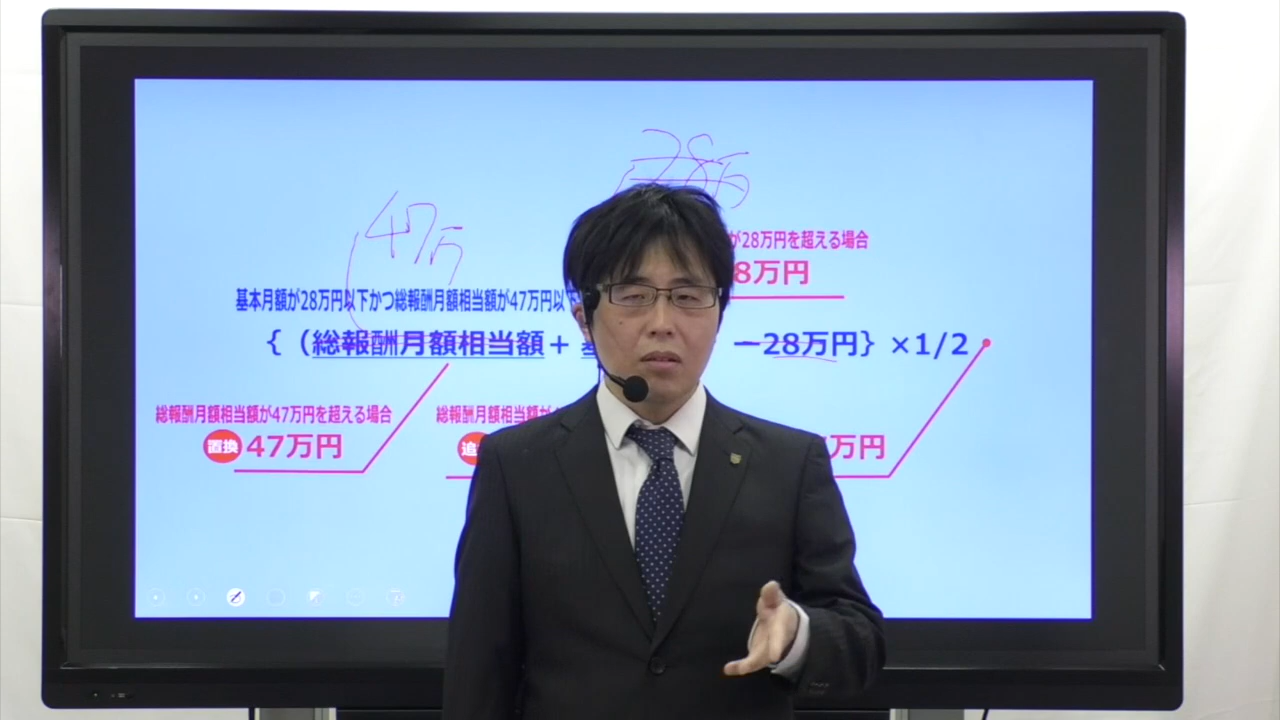 28万
47万
が28万円を超える場合
8万円
基本月額が28万円以下かつ総報酬月額相当額が47万円以下
{（総報酬月額相当額＋
－28万円}×1/2
総報酬月額相当額が47万円を超える場合
総報酬月額相当額が
置換 47万円
追
万円